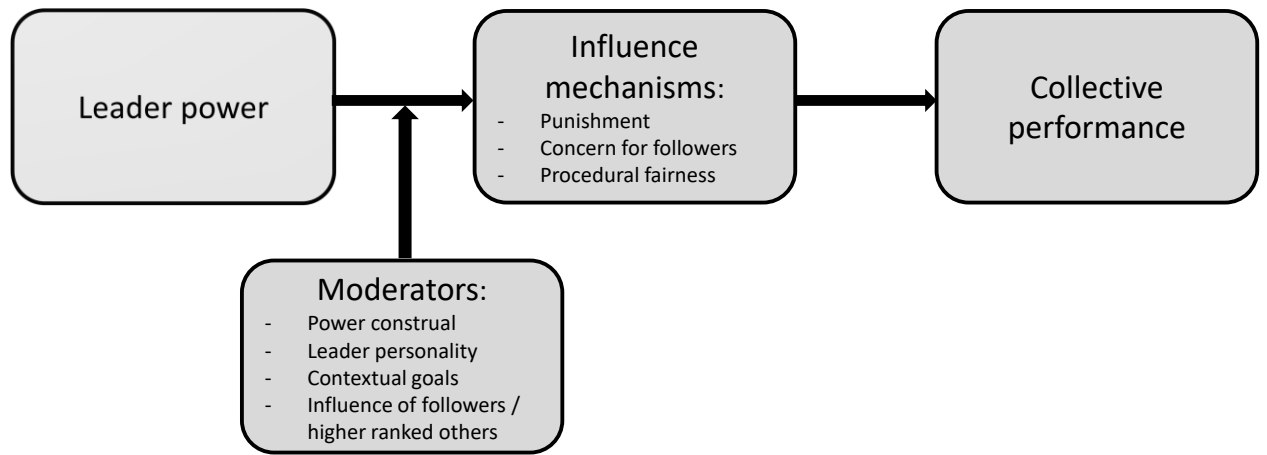 Leader power
Influence
mechanisms:
- Punishment
- Concern for followers
- Procedural fairness
Collective
performance
Moderators:
- Power construal
- Leader personality
- Contextual goals
- Influence of followers /
higher ranked others